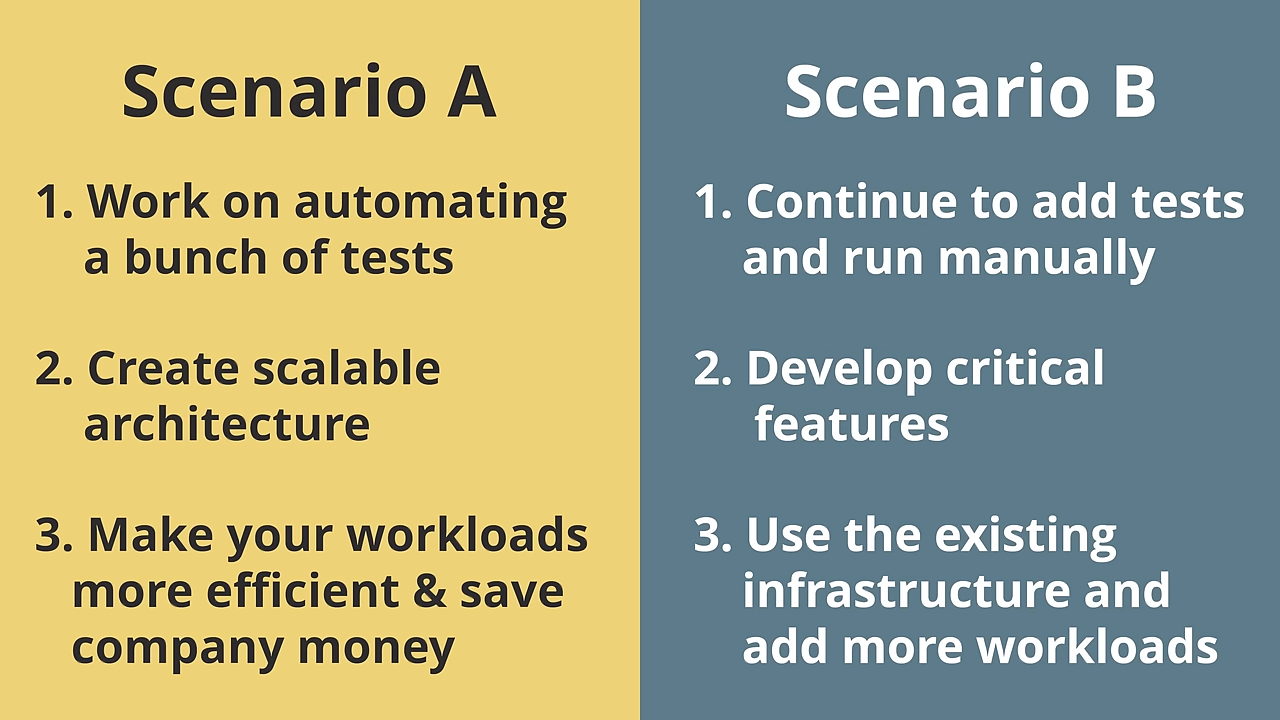 Scenario A
1. Work on automating
a bunch of tests
2. Create scalable
architecture
3. Make your workloads
more efficient & save
company money
Scenario B
1. Continue to add tests
and run manually
2. Develop critical
features
3. Use the existing
infrastructure and
add more workloads